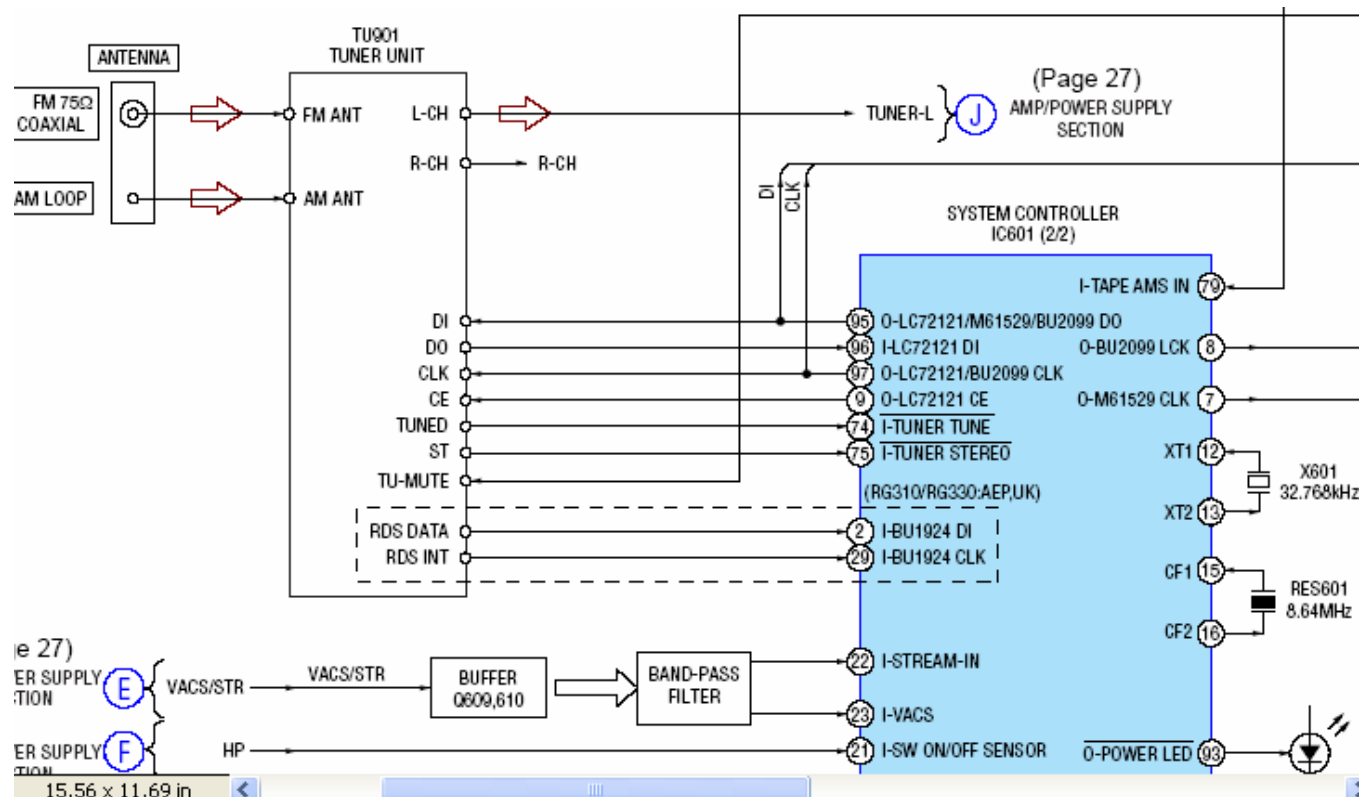 TU901
TUNER UNIT
ANTENNA
FM 75Ω
COAXIAL
AM LOOP
FM ANT
AM ANT
L-CH
R-CH
R-CH
TUNER-L
J
(Page 27)
AMP/POWER SUPPLY
SECTION
DI
CLK
SYSTEM CONTROLLER
IC601 (2/2)
DI
DO
CLK
CE
TUNED
ST
TU-MUTE
RDS DATA
RDS INT
95 O-LC72121/M61529/BU2099 DO
96 I-LC72121 DI
97 O-LC72121/BU2099 CLK
9 O-LC72121 CE
74 I-TUNER TUNE
75 I-TUNER STEREO
(RG310/RG330:AEP,UK)
2 I-BU1924 DI
29 I-BU1924 CLK
22 I-STREAM-IN
23 I-VACS
21 I-SW ON/OFF SENSOR
I-TAPE AMS IN 79
O-BU2099 LCK 8
O-M61529 CLK 7
XT1 12
XT2 13
X601
32.768kHz
CF1 15
CF2 16
RES601
8.64MHz
O-POWER LED 93
ge 27)
ER SUPPLY
TION
E
VACS/STR
VACS/STR
BUFFER
Q609,610
BAND-PASS
FILTER
ER SUPPLY
F
HP
15.56 x 11.69 in